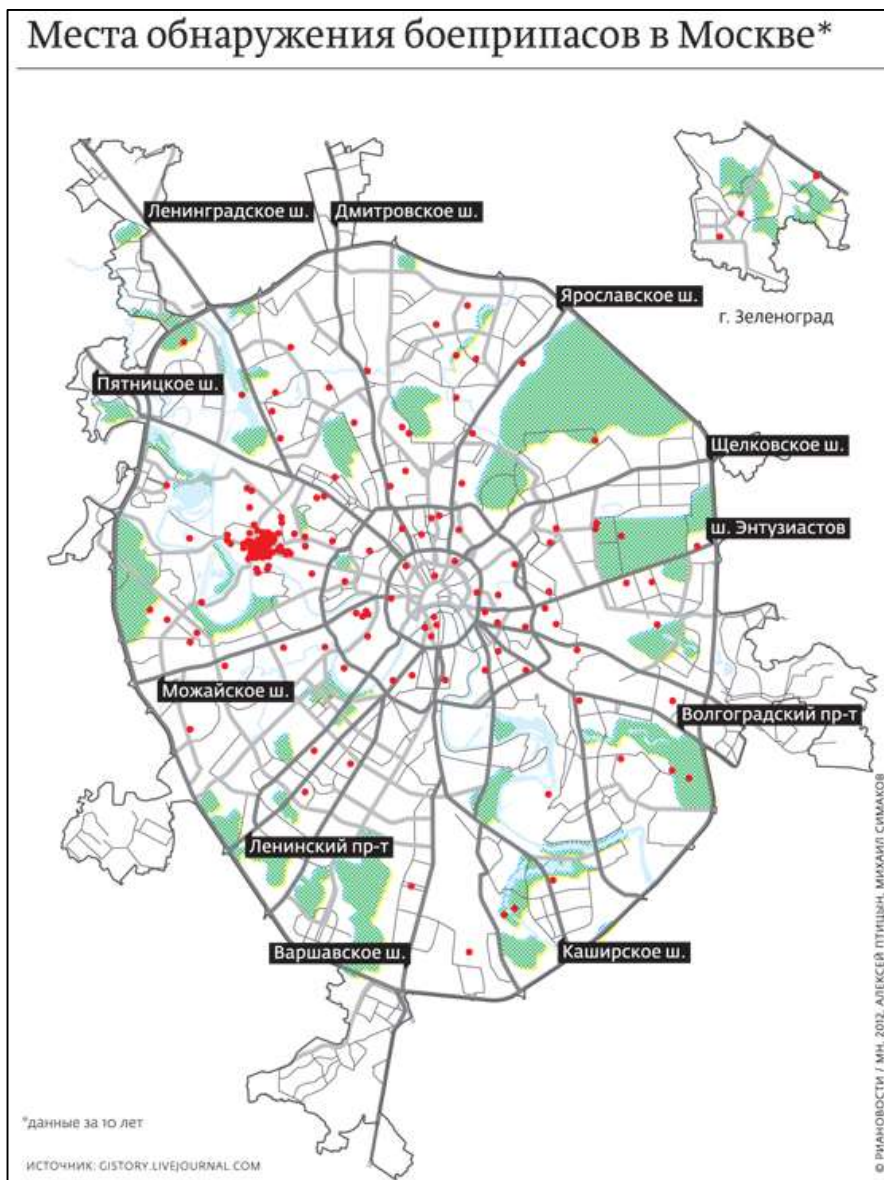 Места обнаружения боеприпасов в Москве*
Ленинградское ш.
Дмитровское ш.
Ярославское ш.
г. Зеленоград
Пятницкое ш.
Щелковское ш.
ш. Энтузиастов
Можайское ш.
Волгоградский пр-т
Ленинский пр-т
Варшавское ш.
Каширское ш.
*данные за 10 лет
ИСТОЧНИК: GISTORY.LIVEJOURNAL.COM
© РИАНОВОСТИ / МН, 2012. АЛЕКСЕЙ ПТИЦЫН, МИХАИЛ СИМАКОВ